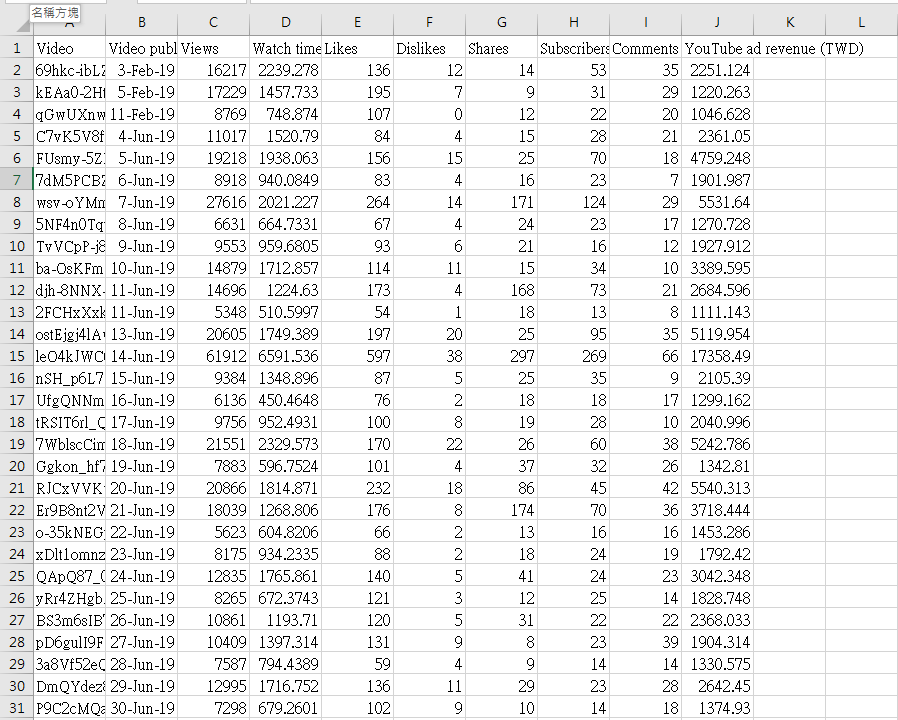 名稱方塊
A B C D E F G H I J K L
1 Video Video publ Views Watch time Likes Dislikes Shares Subscribers Comments YouTube ad revenue (TWD)
2 69hkc-ibLZ 3-Feb-19 16217 2239.278 136 12 14 53 35 2251.124
3 kEAa0-2Ht 5-Feb-19 17229 1457.733 195 7 9 31 29 1220.263
4 qGwUXnw 11-Feb-19 8769 748.874 107 0 12 22 20 1046.628
5 C7vK5V8f 4-Jun-19 11017 1520.79 84 4 15 28 21 2361.05
6 FUsmy-5Z 5-Jun-19 19218 1938.063 156 15 25 70 18 4759.248
7 7dM5PCBZ 6-Jun-19 8918 940.0849 83 4 16 23 7 1901.987
8 wsv-oYMm 7-Jun-19 27616 2021.227 264 14 171 124 29 5531.64
9 5NF4n0Tq 8-Jun-19 6631 664.7331 67 4 24 23 17 1270.728
10 TvVCpP-j8 9-Jun-19 9553 959.6805 93 6 21 16 12 1927.912
11 ba-OsKFm 10-Jun-19 14879 1712.857 114 11 15 34 10 3389.595
12 djh-8NNX- 11-Jun-19 14696 1224.63 173 4 168 73 21 2684.596
13 2FCHxXxk 11-Jun-19 5348 510.5997 54 1 18 13 8 1111.143
14 ostEjgj4lA 13-Jun-19 20605 1749.389 197 20 25 95 35 5119.954
15 leO4kJWC 14-Jun-19 61912 6591.536 597 38 297 269 66 17358.49
16 nSH_p6L7 15-Jun-19 9384 1348.896 87 5 25 35 9 2105.39
17 UfgQNNm 16-Jun-19 6136 450.4648 76 2 18 18 17 1299.162
18 tRSIT6rl_Q 17-Jun-19 9756 952.4931 100 8 19 28 10 2040.996
19 7WblscCim 18-Jun-19 21551 2329.573 170 22 26 60 38 5242.786
20 Ggkon_hf7 19-Jun-19 7883 596.7524 101 4 37 32 26 1342.81
21 RJCxVVK 20-Jun-19 20866 1814.871 232 18 86 45 42 5540.313
22 Er9B8nt2V 21-Jun-19 18039 1268.806 176 8 174 70 36 3718.444
23 o-35kNEG 22-Jun-19 5623 604.8206 66 2 13 16 16 1453.286
24 xDlt1omnz 23-Jun-19 8175 934.2335 88 2 18 24 19 1792.42
25 QApQ87_0 24-Jun-19 12835 1765.861 140 5 41 24 23 3042.348
26 yRr4ZHgb 25-Jun-19 8265 672.3743 121 3 12 25 14 1828.748
27 BS3m6sIB 26-Jun-19 10861 1193.71 120 5 31 22 22 2368.033
28 pD6gulI9F 27-Jun-19 10409 1397.314 131 9 8 23 39 1904.314
29 3a8Vf52eQ 28-Jun-19 7587 794.4389 59 4 9 14 14 1330.575
30 DmQYdez8 29-Jun-19 12995 1716.752 136 11 29 23 28 2642.45
31 P9C2cMQa 30-Jun-19 7298 679.2601 102 9 10 14 18 1374.93